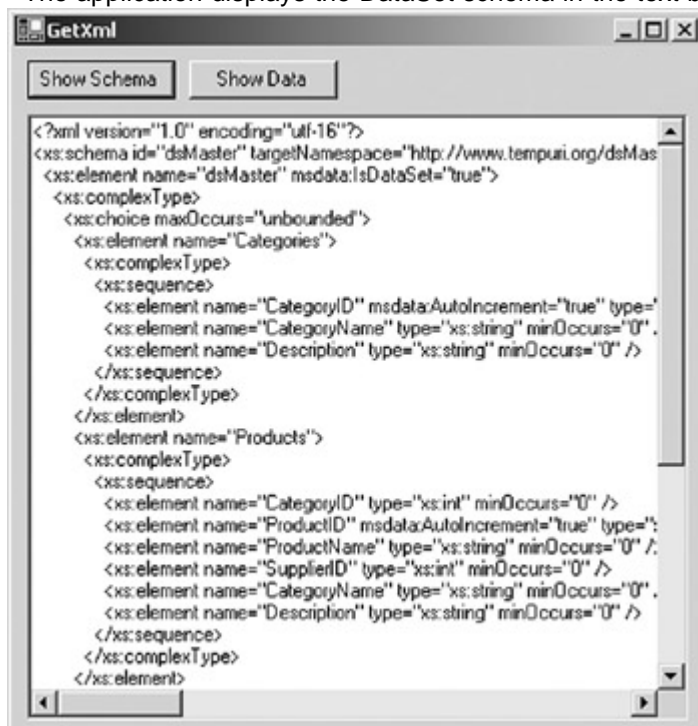 The application displays the DataSet schema in the text b
GetXml
Show Schema Show Data
<?xml version="1.0" encoding="utf-16"?>
<xs:schema id="dsMaster" targetNamespace="http://www.tempuri.org/dsMas
<xs:element name="dsMaster" msdata:IsDataSet="true">
<xs:complexType>
<xs:choice maxOccurs="unbounded">
<xs:element name="Categories">
<xs:complexType>
<xs:sequence>
<xs:element name="CategoryID" msdata:AutoIncrement="true" type="
<xs:element name="CategoryName" type="xs:string" minOccurs="0" .
<xs:element name="Description" type="xs:string" minOccurs="0" />
</xs:sequence>
</xs:complexType>
</xs:element>
<xs:element name="Products">
<xs:complexType>
<xs:sequence>
<xs:element name="CategoryID" type="xs:int" minOccurs="0" />
<xs:element name="ProductID" msdata:AutoIncrement="true" type=":
<xs:element name="ProductName" type="xs:string" minOccurs="0" /:
<xs:element name="SupplierID" type="xs:int" minOccurs="0" />
<xs:element name="CategoryName" type="xs:string" minOccurs="0" .
<xs:element name="Description" type="xs:string" minOccurs="0" />
</xs:sequence>
</xs:complexType>
</xs:element>